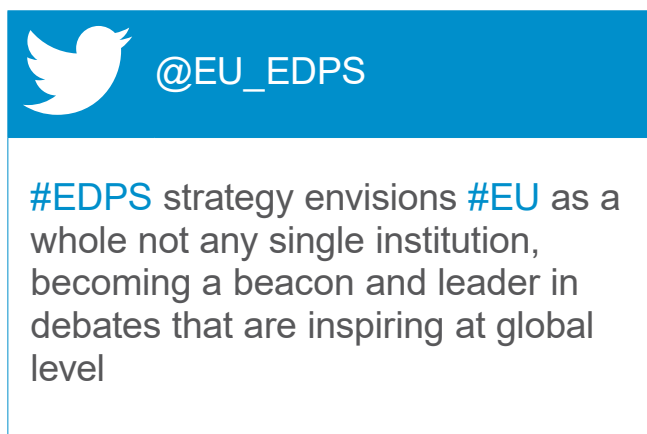 @EU_EDPS
#EDPS strategy envisions #EU as a
whole not any single institution,
becoming a beacon and leader in
debates that are inspiring at global
level